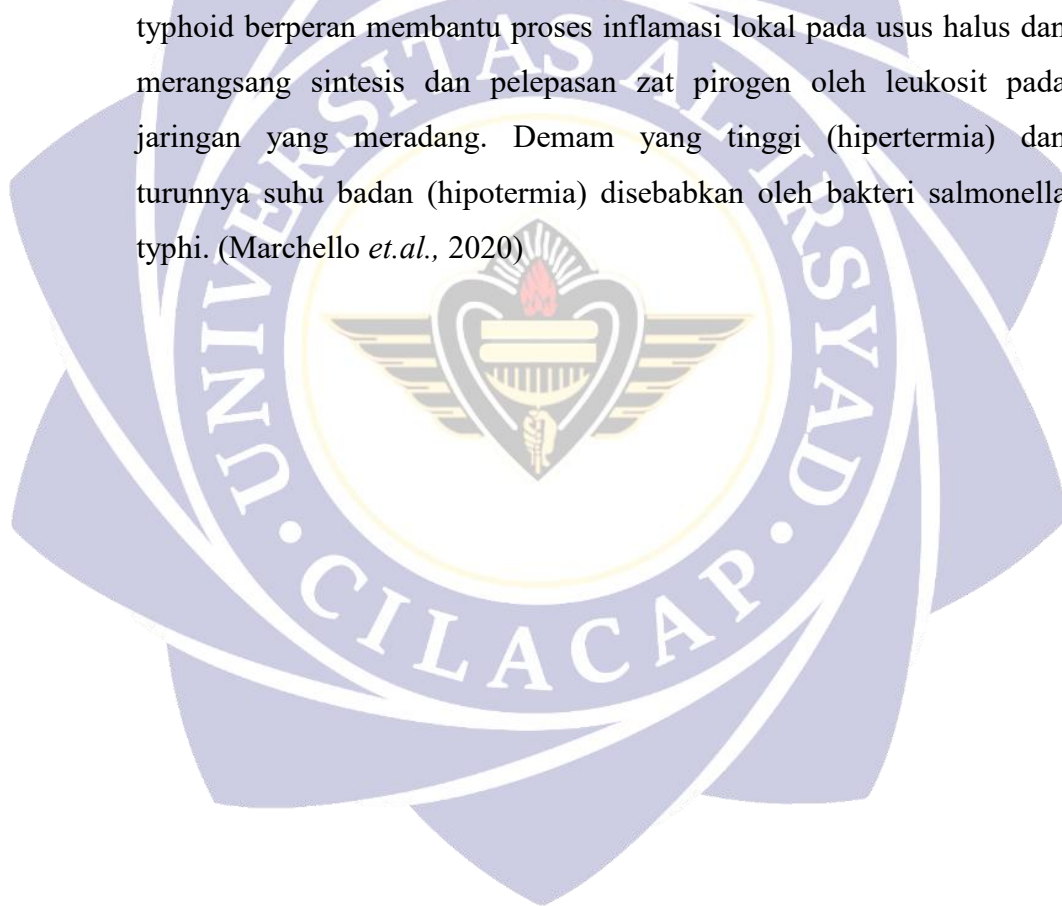 typhoid berperan membantu proses inflamasi lokal pada usus halus dan
merangsang sintesis dan pelepasan zat pirogen oleh leukosit pada
jaringan yang meradang. Demam yang tinggi (hipertermia) dan
turunnya suhu badan (hipotermia) disebabkan oleh bakteri salmonella
typhi. (Marchello et.al., 2020)
UNIVERSITAS AL-IRSYAD
CILACAP